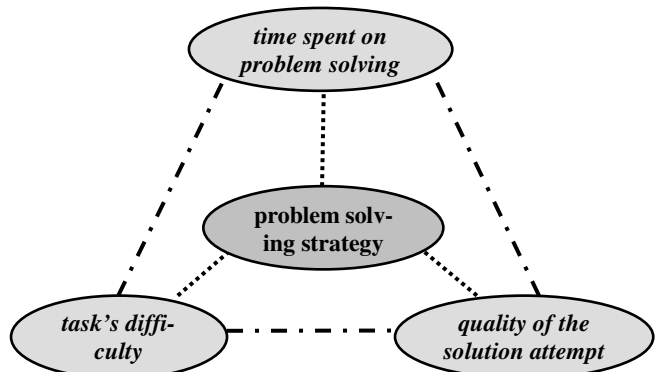 time spent on
problem solving
problem solv-
ing strategy
task's diffi-
culty
quality of the
solution attempt